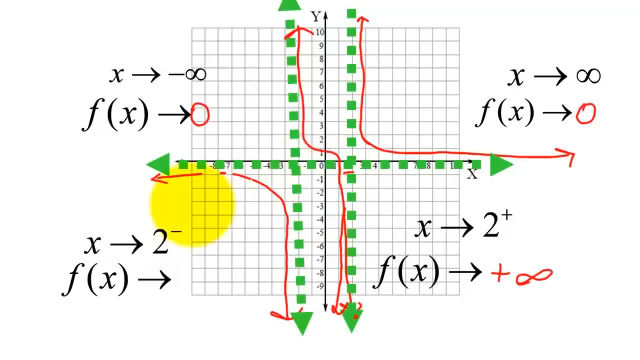 Y
x → −∞
f(x) → 0
x → ∞
f(x) → 0
10
9
8
7
6
5
4
3
2
1
X
-1
-2
-3
-4
-5
-6
-7
-8
-9
x → 2⁻
f(x) →
x → 2⁺
f(x) → +∞